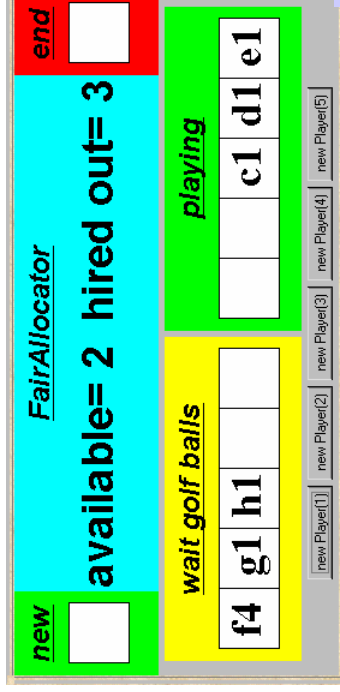 new FairAllocator end
available= 2 hired out= 3
wait golf balls playing
f4 g1 h1 c1 d1 e1
new Player(1) new Player(2) new Player(3) new Player(4) new Player(5)